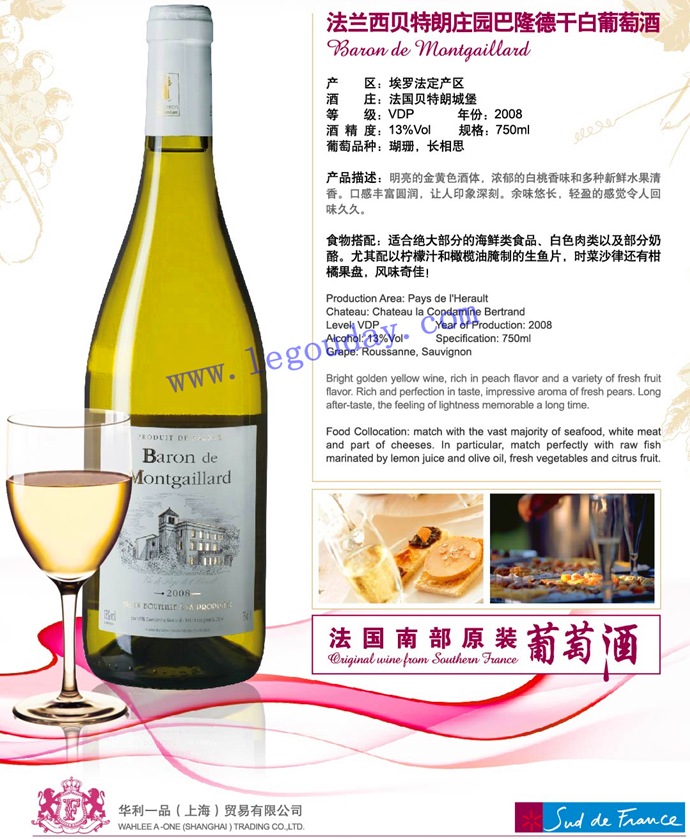 法兰西贝特朗庄园巴隆德干白葡萄酒
Baron de Montgaillard
产 区：埃罗法定产区
酒 庄：法国贝特朗城堡
等 级：VDP 年份：2008
酒 精 度：13%Vol 规格：750ml
葡萄品种：瑚珊，长相思
产品描述：明亮的金黄色酒体，浓郁的白桃香味和多种新鲜水果清
香。口感丰富圆润，让人印象深刻。余味悠长，轻盈的感觉令人回
味久久。
食物搭配：适合绝大部分的海鲜类食品、白色肉类以及部分奶
酪。尤其配以柠檬汁和橄榄油腌制的生鱼片，时菜沙律还有柑
橘果盘，风味奇佳！
Production Area: Pays de l'Herault
Chateau: Chateau la Condamine Bertrand
Level: VDP Year of Production: 2008
Alcohol: 13%Vol Specification: 750ml
Grape: Roussanne, Sauvignon
www.legouday.com
Bright golden yellow wine, rich in peach flavor and a variety of fresh fruit
flavor. Rich and perfection in taste, impressive aroma of fresh pears. Long
after-taste, the feeling of lightness memorable a long time.
Food Collocation: match with the vast majority of seafood, white meat
and part of cheeses. In particular, match perfectly with raw fish
marinated by lemon juice and olive oil, fresh vegetables and citrus fruit.
PRODUIT DE FRANCE
Baron de
Montgaillard
2008
法国南部原装 葡萄酒
Original wine from Southern France
F
华利一品（上海）贸易有限公司
WAHLEE A-ONE (SHANGHAI) TRADING CO.,LTD.
Sud de France